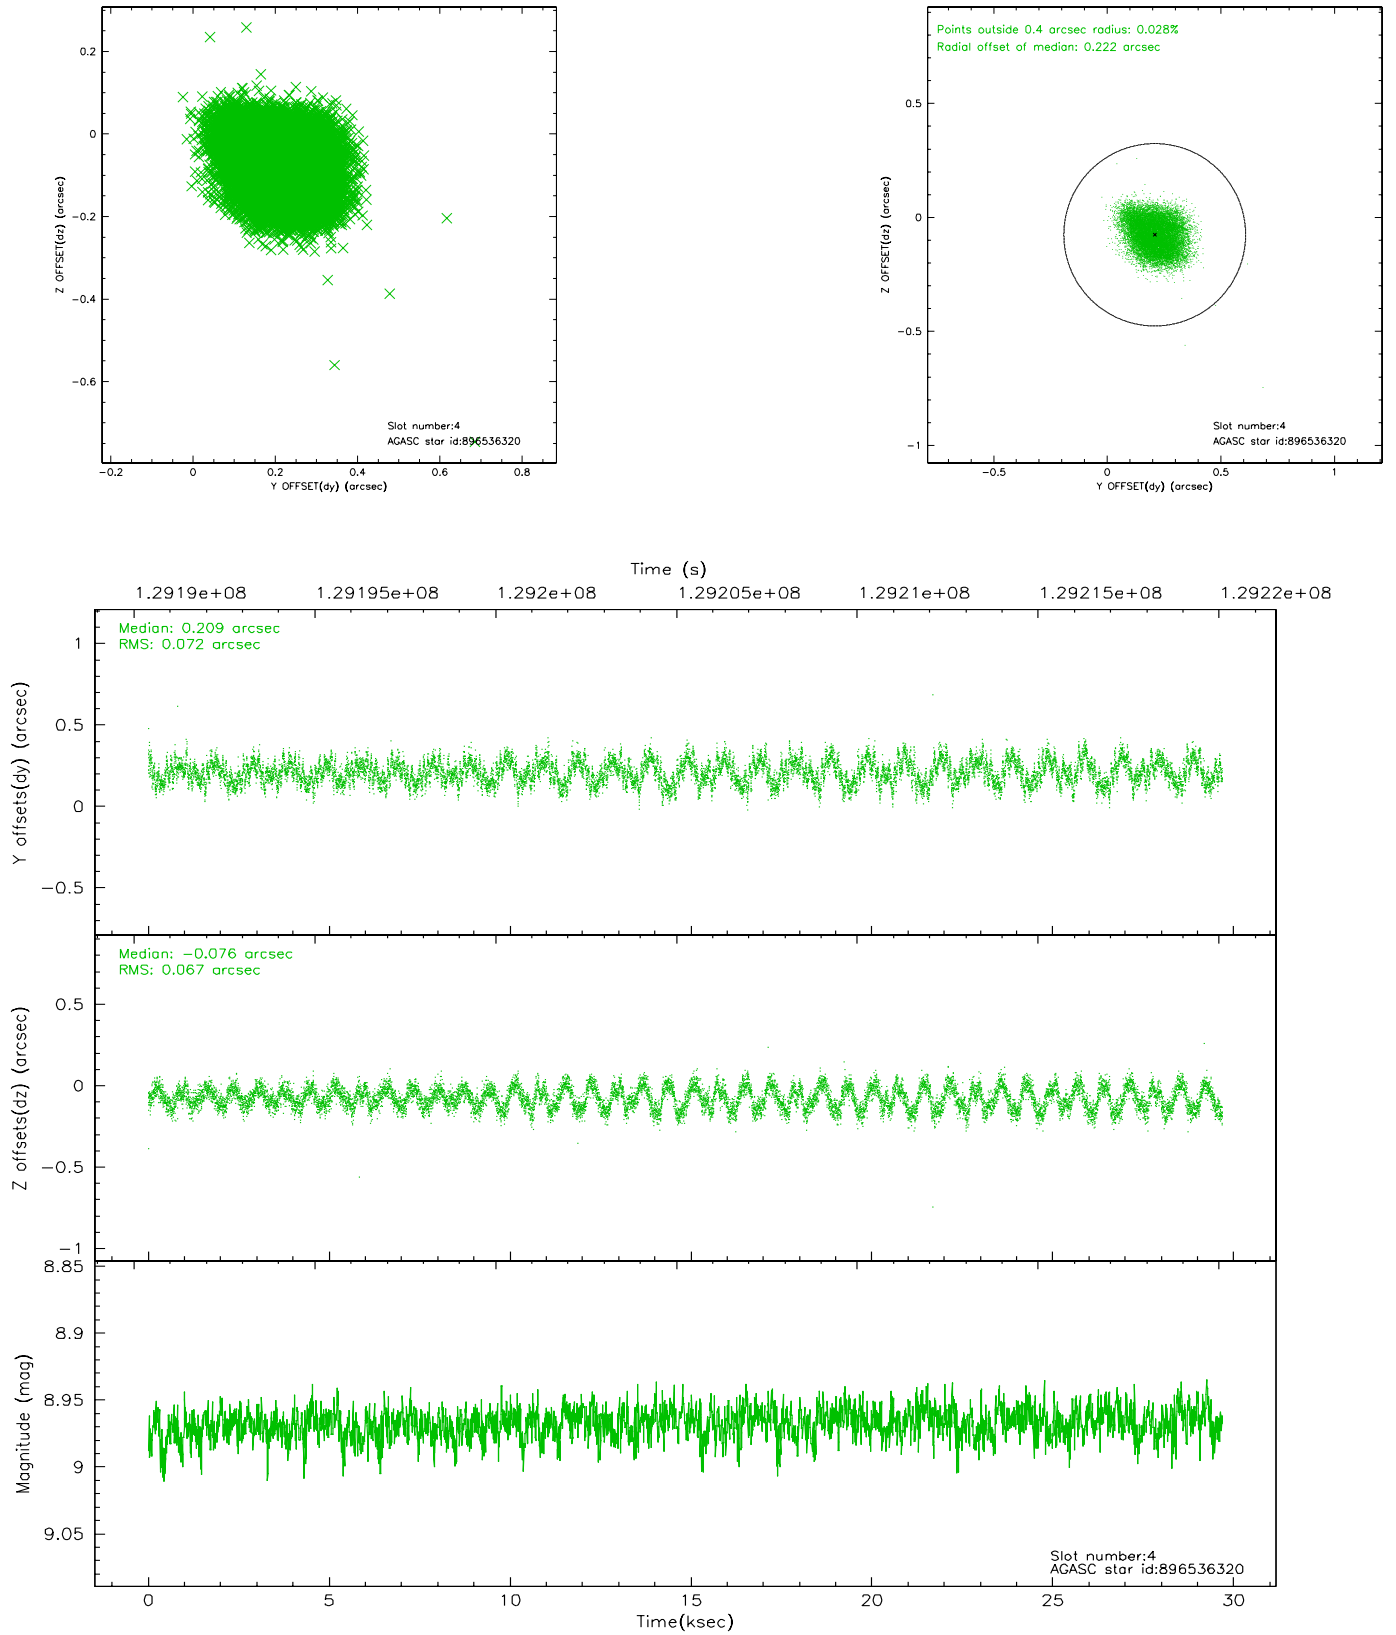 0.2
0
-0.2
-0.4
-0.6
Z OFFSET(dz) (arcsec)
Slot number:4
AGASC star id:896536320
-0.2 0 0.2 0.4 0.6 0.8
Y OFFSET(dy) (arcsec)
Points outside 0.4 arcsec radius: 0.028%
Radial offset of median: 0.222 arcsec
0.5
0
-0.5
-1
Z OFFSET(dz) (arcsec)
Slot number:4
AGASC star id:896536320
-0.5 0 0.5 1
Y OFFSET(dy) (arcsec)
Time (s)
1.2919e+08 1.29195e+08 1.292e+08 1.29205e+08 1.2921e+08 1.29215e+08 1.2922e+08
Median: 0.209 arcsec
RMS: 0.072 arcsec
1
0.5
0
-0.5
Y offsets(dy) (arcsec)
Median: -0.076 arcsec
RMS: 0.067 arcsec
0.5
0
-0.5
-1
Z offsets(dz) (arcsec)
8.85
8.9
8.95
9
9.05
Magnitude (mag)
Slot number:4
AGASC star id:896536320
0 5 10 15 20 25 30
Time(ksec)